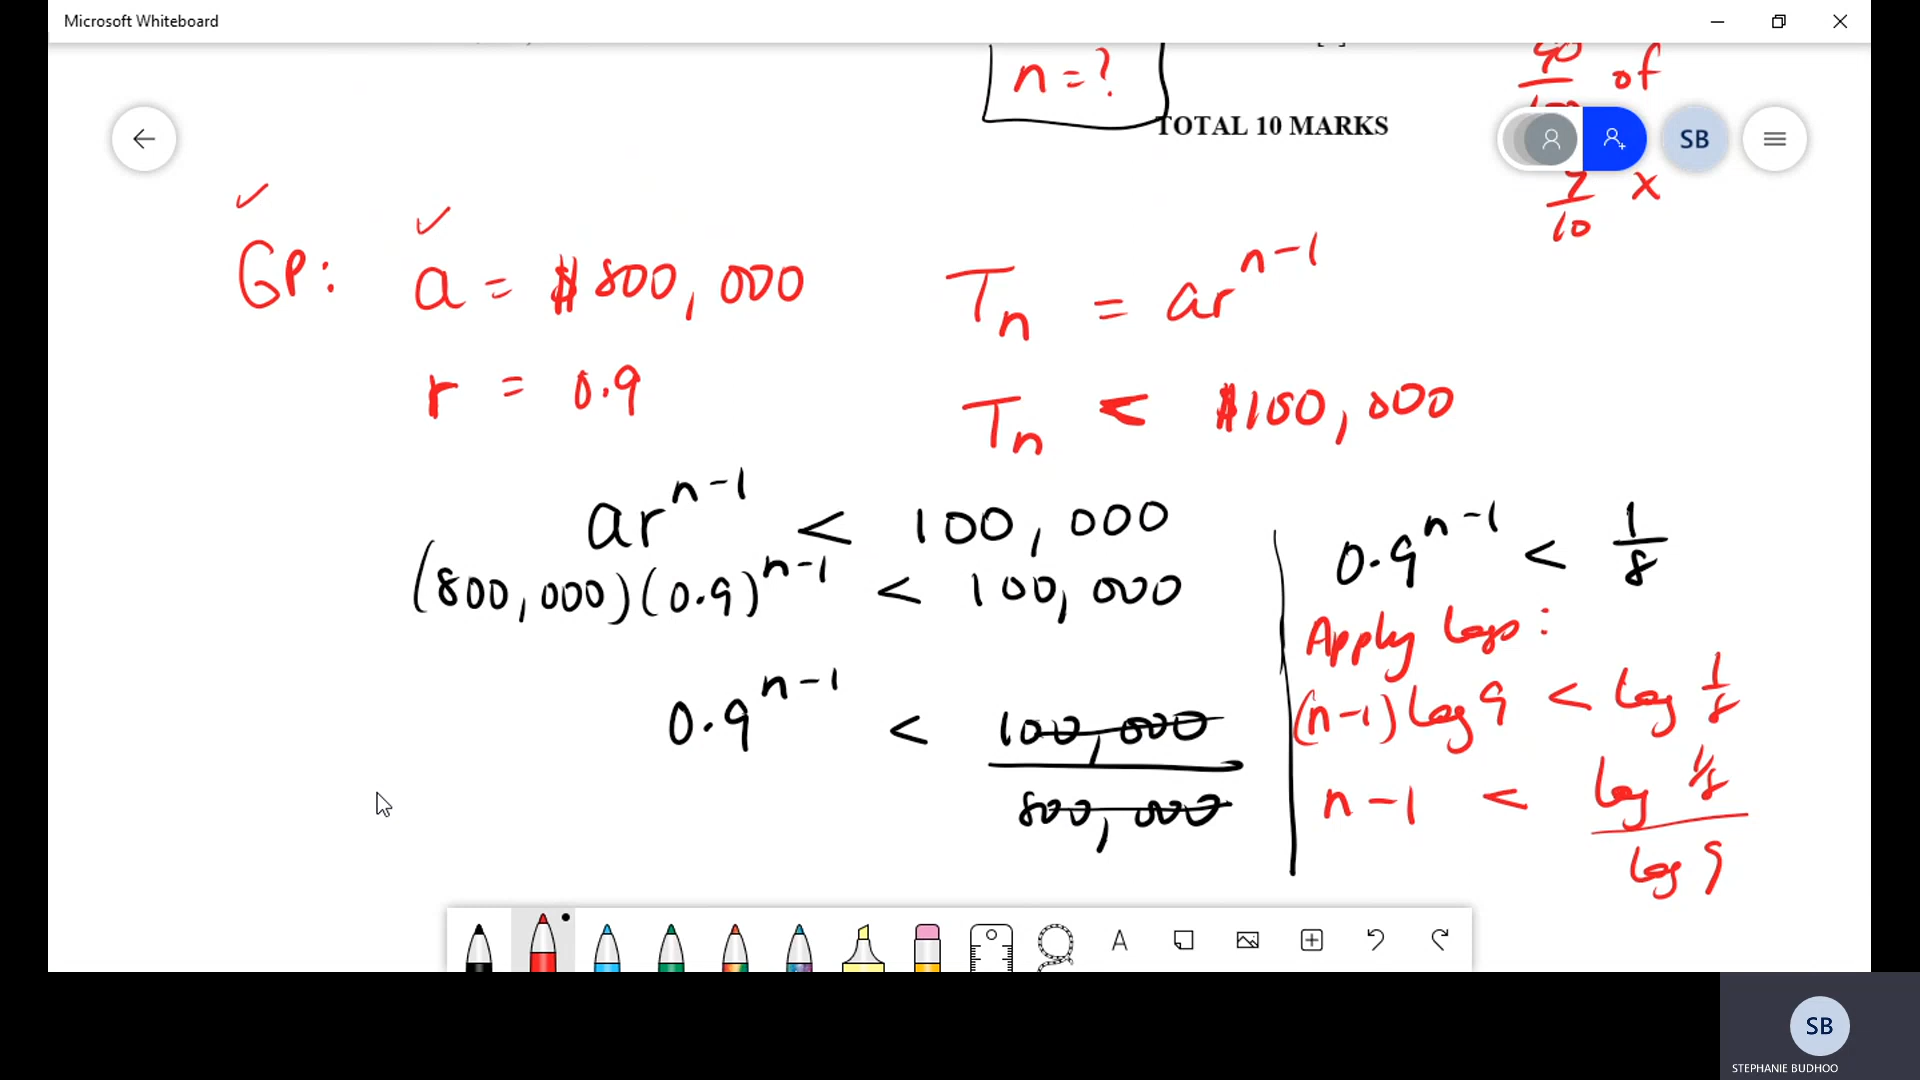 Microsoft Whiteboard
n = ?
of
TOTAL 10 MARKS
SB
x
10
GP: a = $800,000
r = 0.9
Tn = ar^n-1
Tn < $100,000
ar^n-1 < 100,000
(800,000)(0.9)^n-1 < 100,000
0.9^n-1 < 100,000
800,000
0.9^n-1 < 1/8
Apply logs:
(n-1) log 9 < log 1/8
n-1 < log 1/8
log 9
A
SB
STEPHANIE BUDHOO